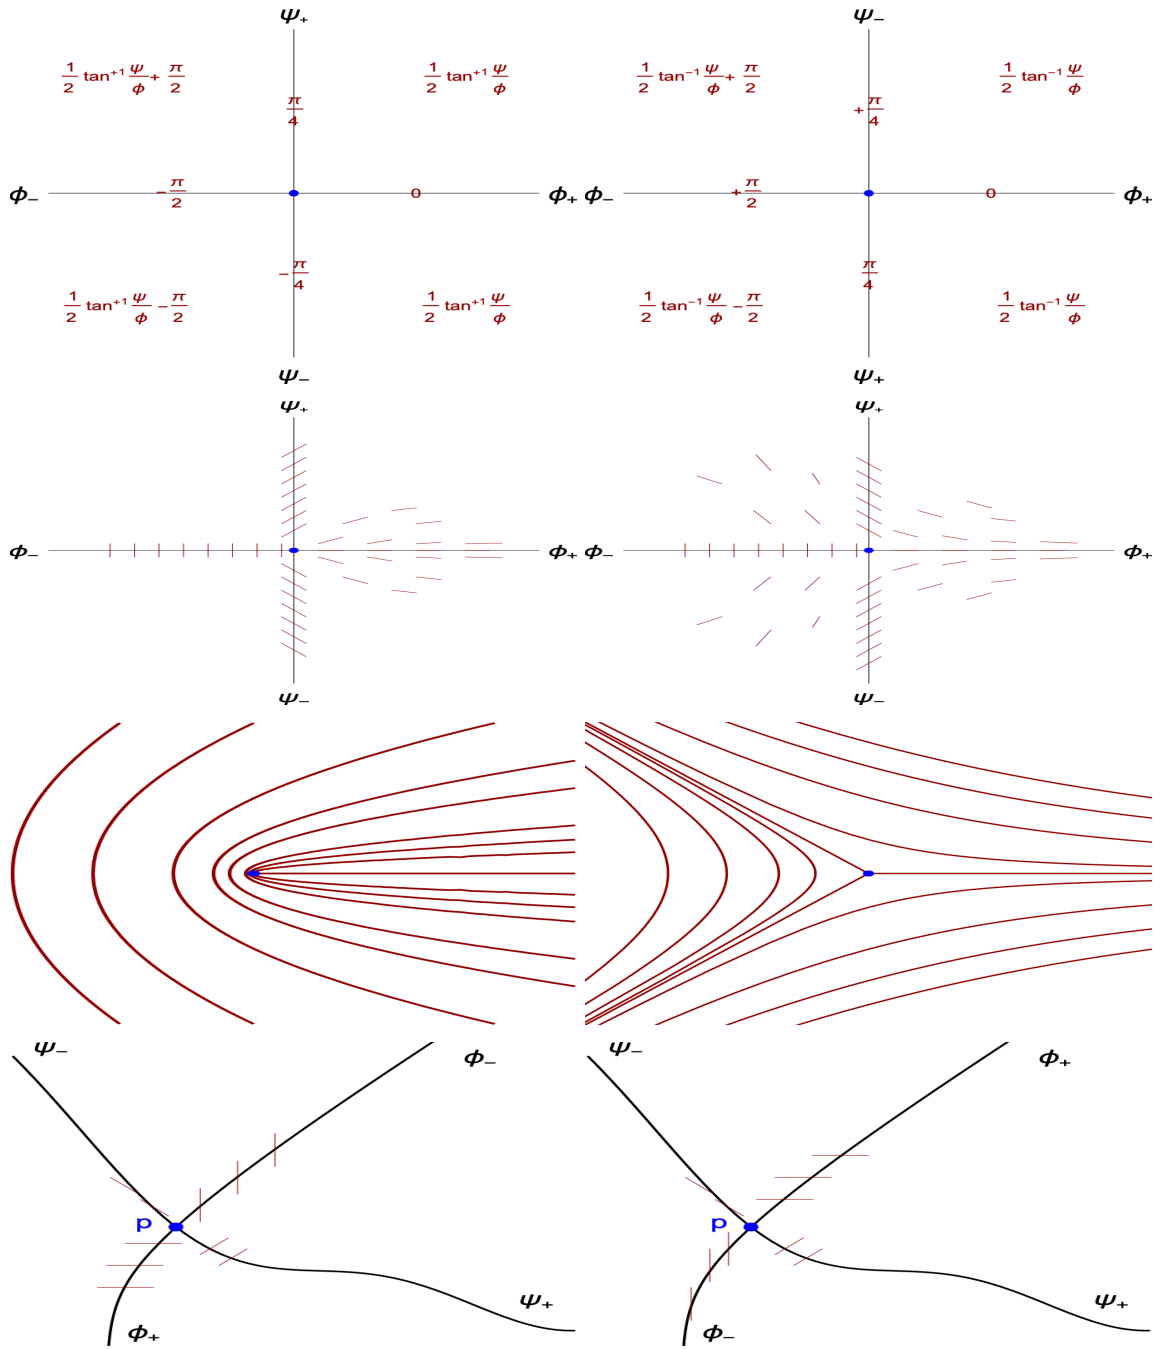 ψ₊ ψ₋
1/2 tan⁺¹ ψ/ϕ + π/2 1/2 tan⁺¹ ψ/ϕ 1/2 tan⁻¹ ψ/ϕ + π/2 1/2 tan⁻¹ ψ/ϕ
π/4 + π/4
ϕ₋ − π/2 0 ϕ₊ ϕ₋ + π/2 0 ϕ₊
− π/4 π/4
1/2 tan⁺¹ ψ/ϕ − π/2 1/2 tan⁺¹ ψ/ϕ 1/2 tan⁻¹ ψ/ϕ − π/2 1/2 tan⁻¹ ψ/ϕ
ψ₋ ψ₊
ψ₊ ψ₊
ϕ₋ ϕ₊ ϕ₋ ϕ₊
ψ₋ ψ₋
ψ₋ ϕ₋ ψ₋ ϕ₊
p p
ϕ₊ ψ₊ ϕ₋ ψ₊